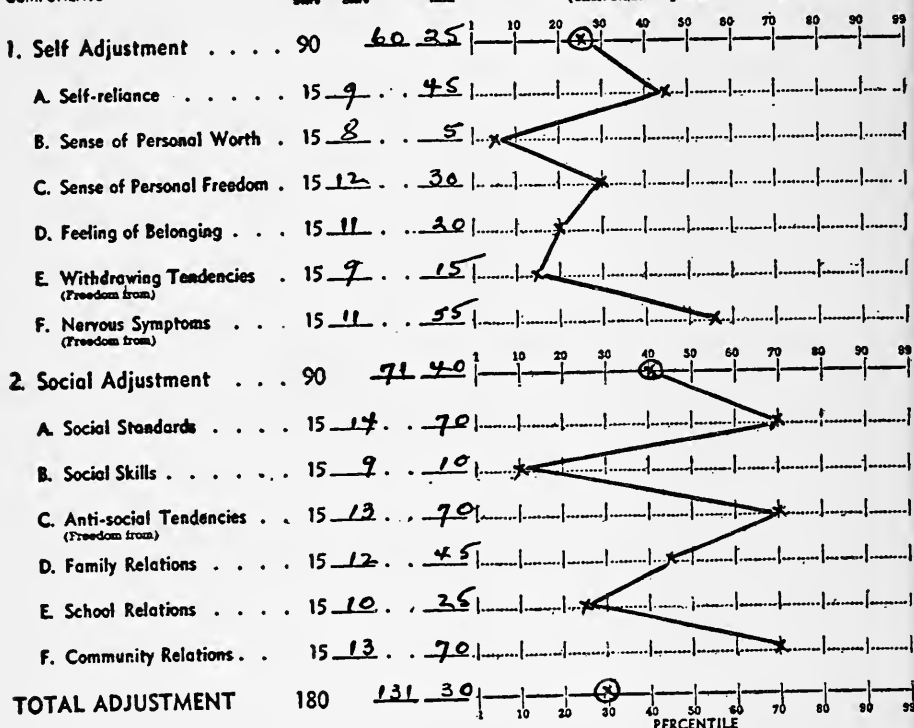 10 20 30 40 50 60 70 80 90 99
1. Self Adjustment . . . . 90 60 25
A. Self-reliance . . . . . 15 9 . . 45
B. Sense of Personal Worth . 15 8 5
C. Sense of Personal Freedom . 15 12 . . 30
D. Feeling of Belonging . . . 15 11 . . 20
E. Withdrawing Tendencies . 15 9 . . 15
(Freedom from)
F. Nervous Symptoms . . . 15 11 . . 55
(Freedom from)
1 10 20 30 40 50 60 70 80 90 99
2. Social Adjustment . . . 90 71 40
A. Social Standards . . . . 15 14 . . 70
B. Social Skills . . . . . . 15 9 . . 10
C. Anti-social Tendencies . . 15 13 . . 70
(Freedom from)
D. Family Relations . . . . 15 12 . . 45
E. School Relations . . . . 15 10 . . 25
F. Community Relations . . 15 13 . . 70
TOTAL ADJUSTMENT 180 131 30
1 10 20 30 40 50 60 70 80 90 99
PERCENTILE